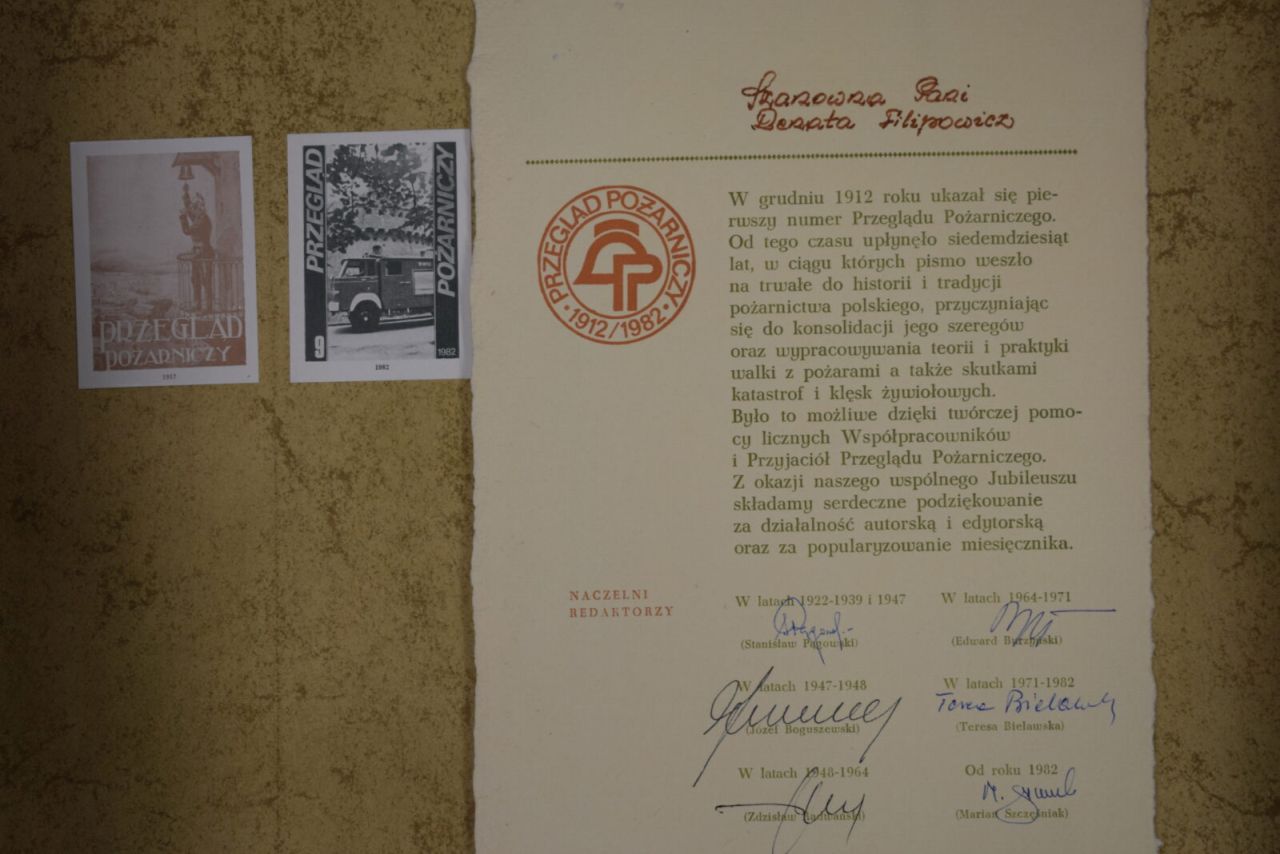 PRZEGLĄD
POŻARNICZY
PRZEGLĄD
POŻARNICZY
9
1982
1982
Szanowna Pani
Renata Filipowicz
PRZEGLĄD POŻARNICZY
1912/1982
W grudniu 1912 roku ukazał się pie-
rwszy numer Przeglądu Pożarniczego.
Od tego czasu upłynęło siedemdziesiąt
lat, w ciągu których pismo weszło
na trwałe do historii i tradycji
pożarnictwa polskiego, przyczyniając
się do konsolidacji jego szeregów
oraz wypracowywania teorii i praktyki
walki z pożarami a także skutkami
katastrof i klęsk żywiołowych.
Było to możliwe dzięki twórczej pomo-
cy licznych Współpracowników
i Przyjaciół Przeglądu Pożarniczego.
Z okazji naszego wspólnego Jubileuszu
składamy serdeczne podziękowanie
za działalność autorską i edytorską
oraz za popularyzowanie miesięcznika.
NACZELNI
REDAKTORZY
W latach 1922-1939 i 1947
(Stanisław Pągowski)
W latach 1964-1971
(Edward Burzyński)
W latach 1947-1948
(Józef Boguszewski)
W latach 1971-1982
Teresa Bielawska
(Teresa Bielawska)
W latach 1948-1964
(Zdzisław Radwański)
Od roku 1982
(Marian Szcześniak)